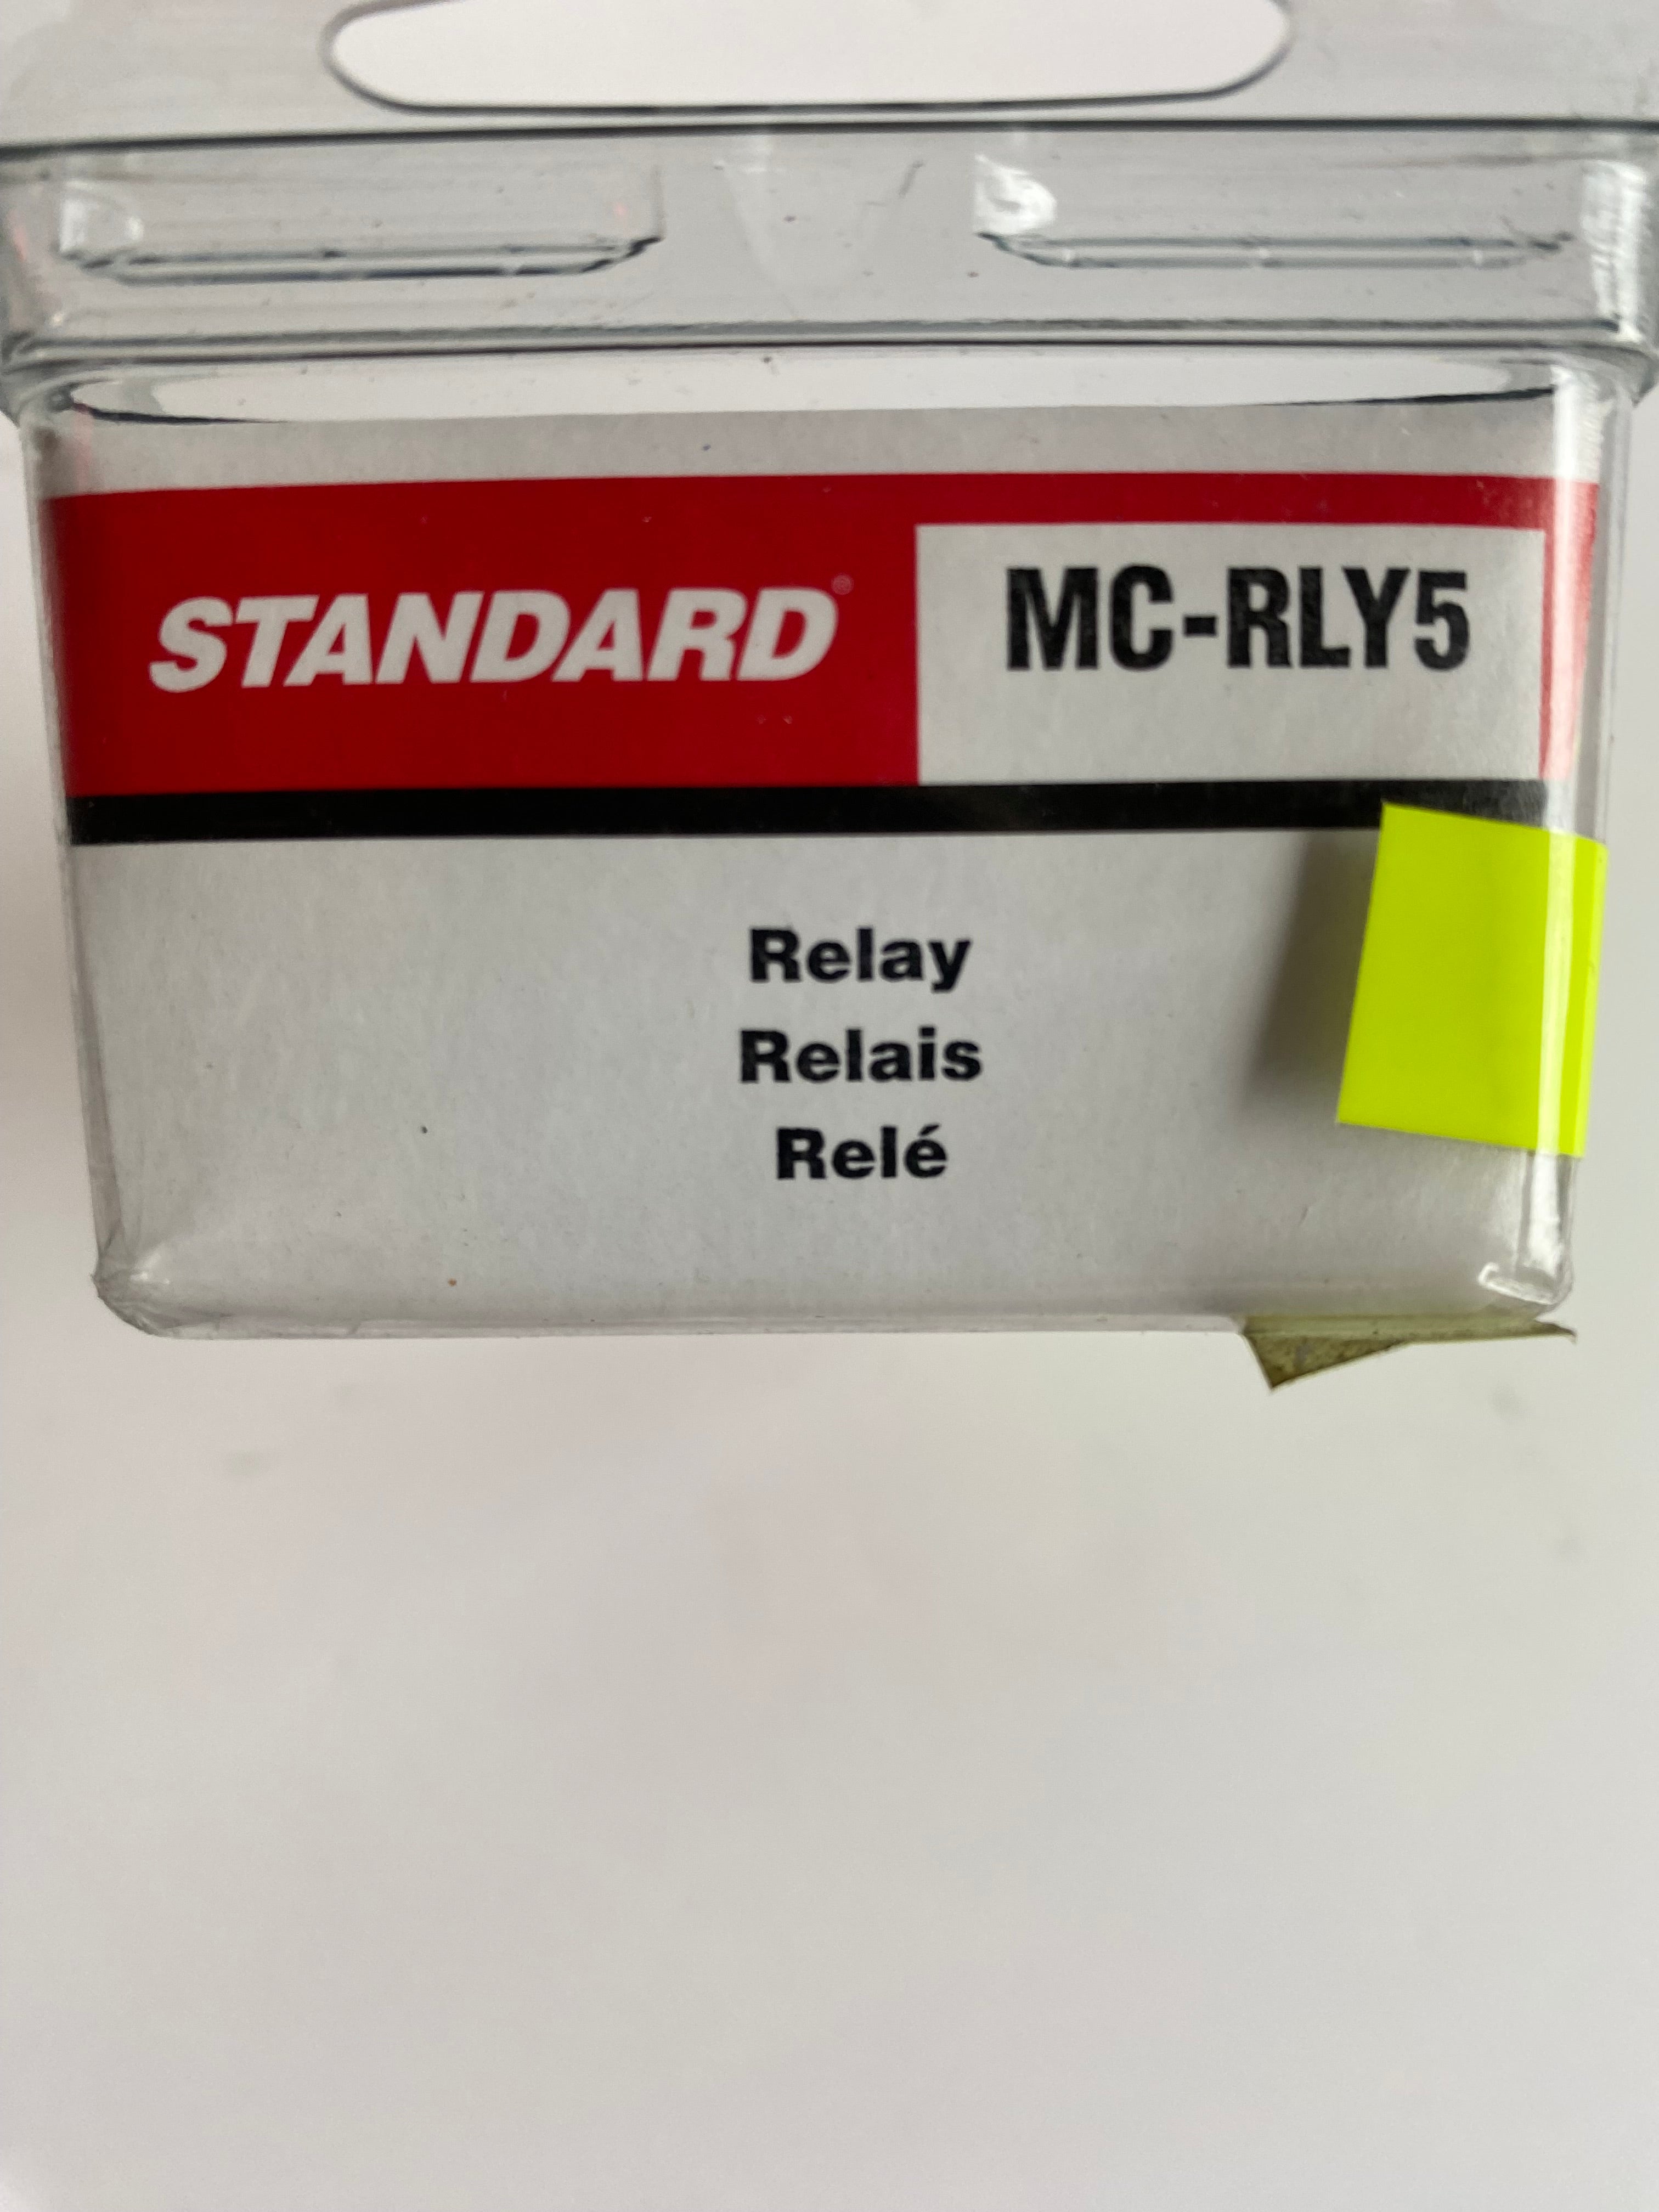 STANDARD®
MC-RLY5
Relay
Relais
Relé